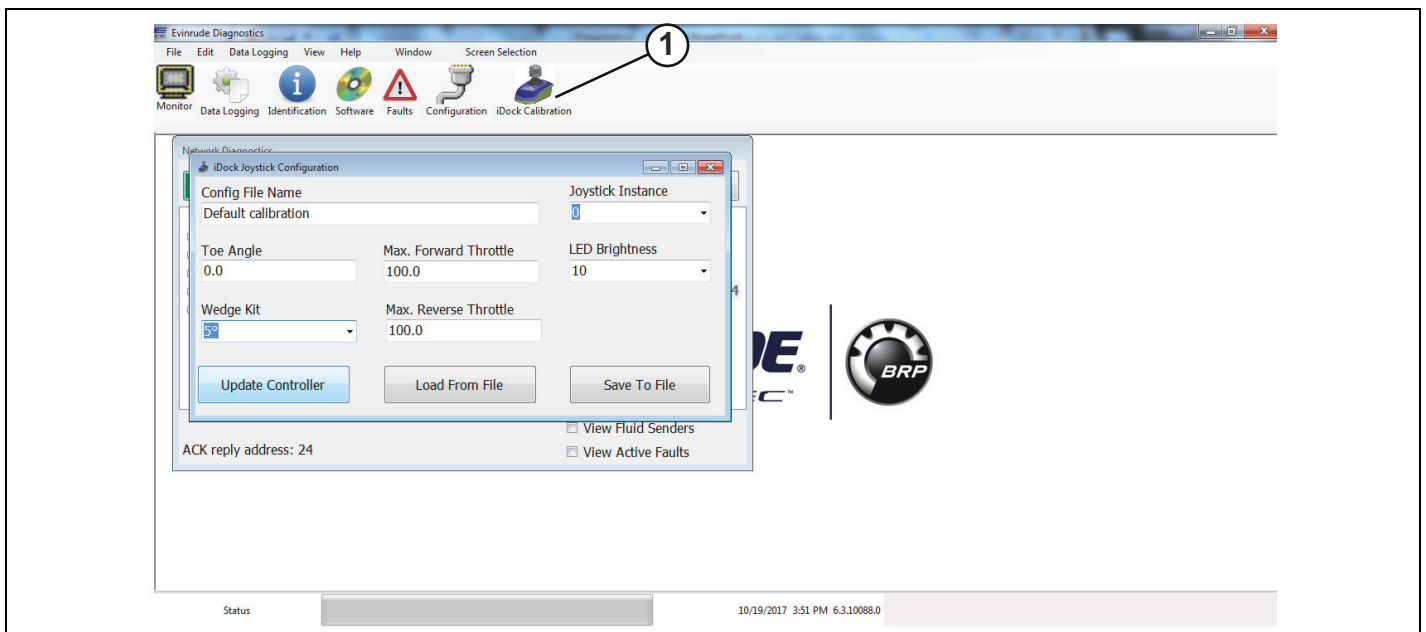 Evinrude Diagnostics
File Edit Data Logging View Help Window Screen Selection
1
Monitor Data Logging Identification Software Faults Configuration iDock Calibration
Network Diagnostics
iDock Joystick Configuration
Config File Name Joystick Instance
Default calibration 0
Toe Angle Max. Forward Throttle LED Brightness
0.0 100.0 10
4
Wedge Kit Max. Reverse Throttle
5° 100.0
DE®
BRP
Update Controller Load From File Save To File
View Fluid Senders
ACK reply address: 24 View Active Faults
Status 10/19/2017 3:51 PM 6.3.10088.0